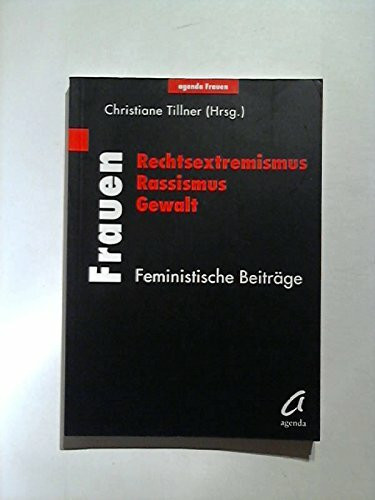 agenda Frauen
Christiane Tillner (Hrsg.)
Frauen
Rechtsextremismus
Rassismus
Gewalt
Feministische Beiträge
a
agenda